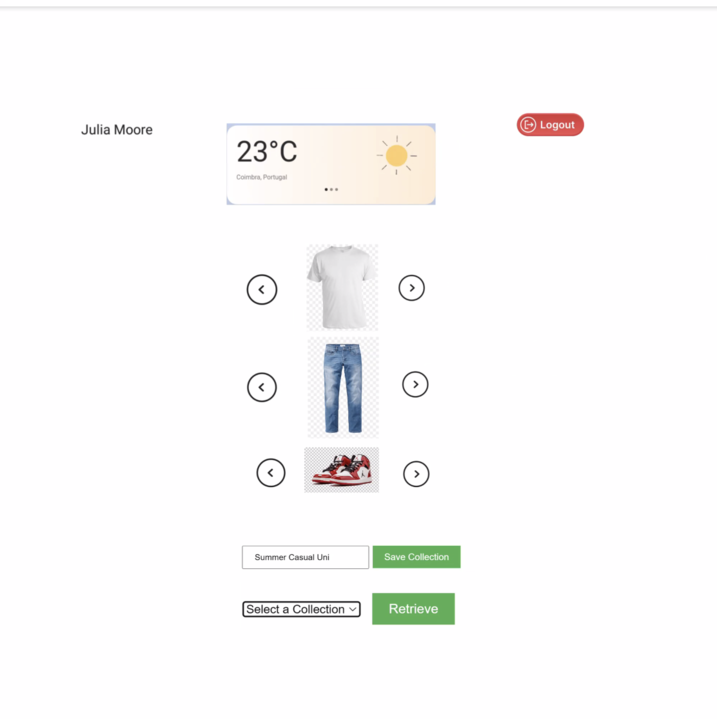 Julia Moore
Logout
23°C
Coimbra, Portugal
Summer Casual Uni
Save Collection
Select a Collection
Retrieve